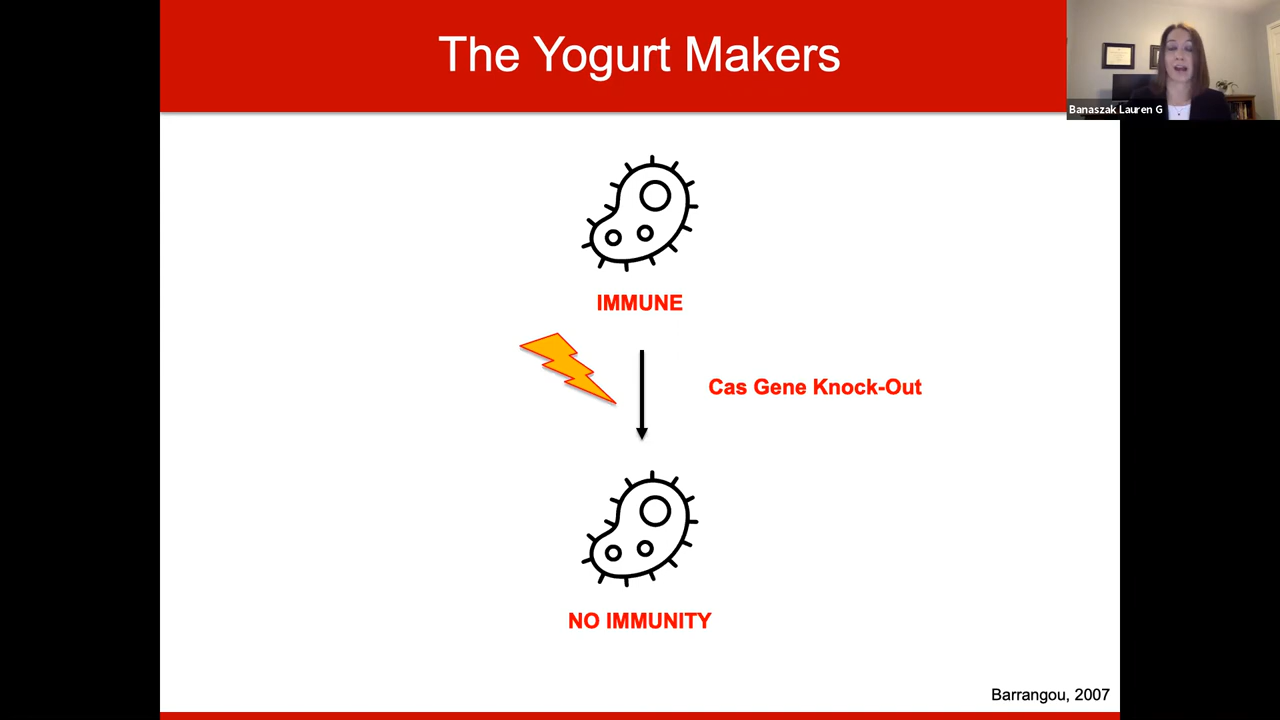 The Yogurt Makers
Banaszak Lauren G
IMMUNE
Cas Gene Knock-Out
NO IMMUNITY
Barrangou, 2007